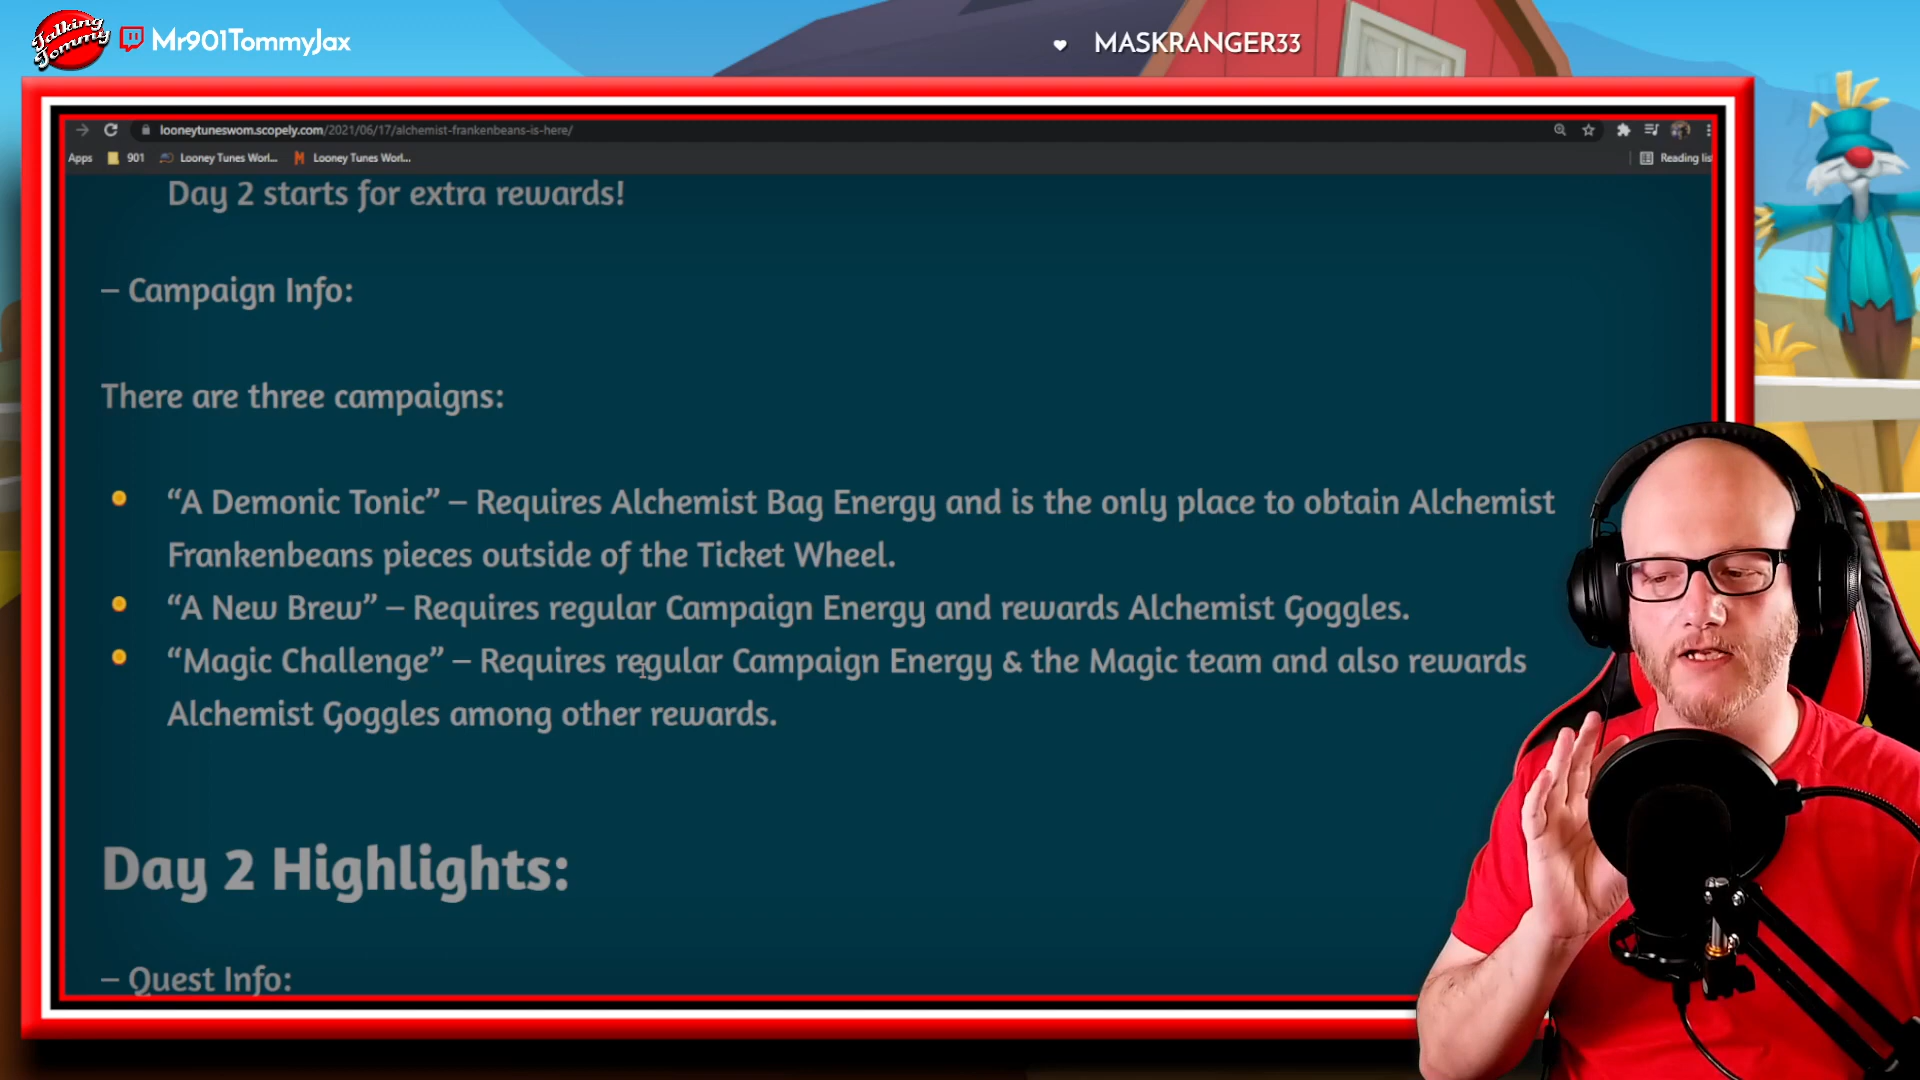 Talking Tommy
Mr901TommyJax
MASKRANGER33
looneytuneswom.scopely.com/2021/06/17/alchemist-frankenbeans-is-here/
Apps 901 Looney Tunes Worl... Looney Tunes Worl... Reading lis
Day 2 starts for extra rewards!
– Campaign Info:
There are three campaigns:
“A Demonic Tonic” – Requires Alchemist Bag Energy and is the only place to obtain Alchemist
Frankenbeans pieces outside of the Ticket Wheel.
“A New Brew” – Requires regular Campaign Energy and rewards Alchemist Goggles.
“Magic Challenge” – Requires regular Campaign Energy & the Magic team and also rewards
Alchemist Goggles among other rewards.
Day 2 Highlights:
– Quest Info: